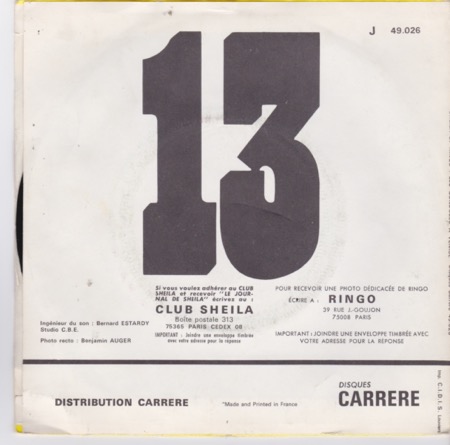 J 49.026
13
Si vous voulez adhérer au CLUB
SHEILA et recevoir "LE JOUR-
NAL DE SHEILA" écrivez au :
CLUB SHEILA
Boîte postale 313
75365 PARIS CEDEX 08
IMPORTANT : Joindre une enveloppe timbrée
avec votre adresse pour la réponse
POUR RECEVOIR UNE PHOTO DÉDICACÉE DE RINGO
ÉCRIRE A : RINGO
39 RUE J.-GOUJON
75008 PARIS
IMPORTANT : JOINDRE UNE ENVELOPPE TIMBRÉE AVEC
VOTRE ADRESSE POUR LA RÉPONSE
Ingénieur du son : Bernard ESTARDY
Studio C.B.E.
Photo recto : Benjamin AUGER
DISTRIBUTION CARRERE
"Made and Printed in France
DISQUES
CARRERE
Imp. C.I.D.I.S.